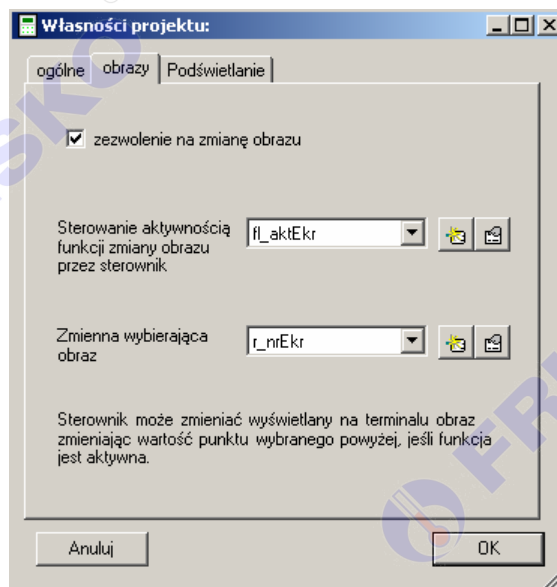 Własności projektu:
ogólne obrazy Podświetlanie
zezwolenie na zmianę obrazu
Sterowanie aktywnością
funkcji zmiany obrazu
przez sterownik
fl_aktEkr
Zmienna wybierająca
obraz
r_nrEkr
Sterownik może zmieniać wyświetlany na terminalu obraz
zmieniając wartość punktu wybranego powyżej, jeśli funkcja
jest aktywna.
Anuluj OK